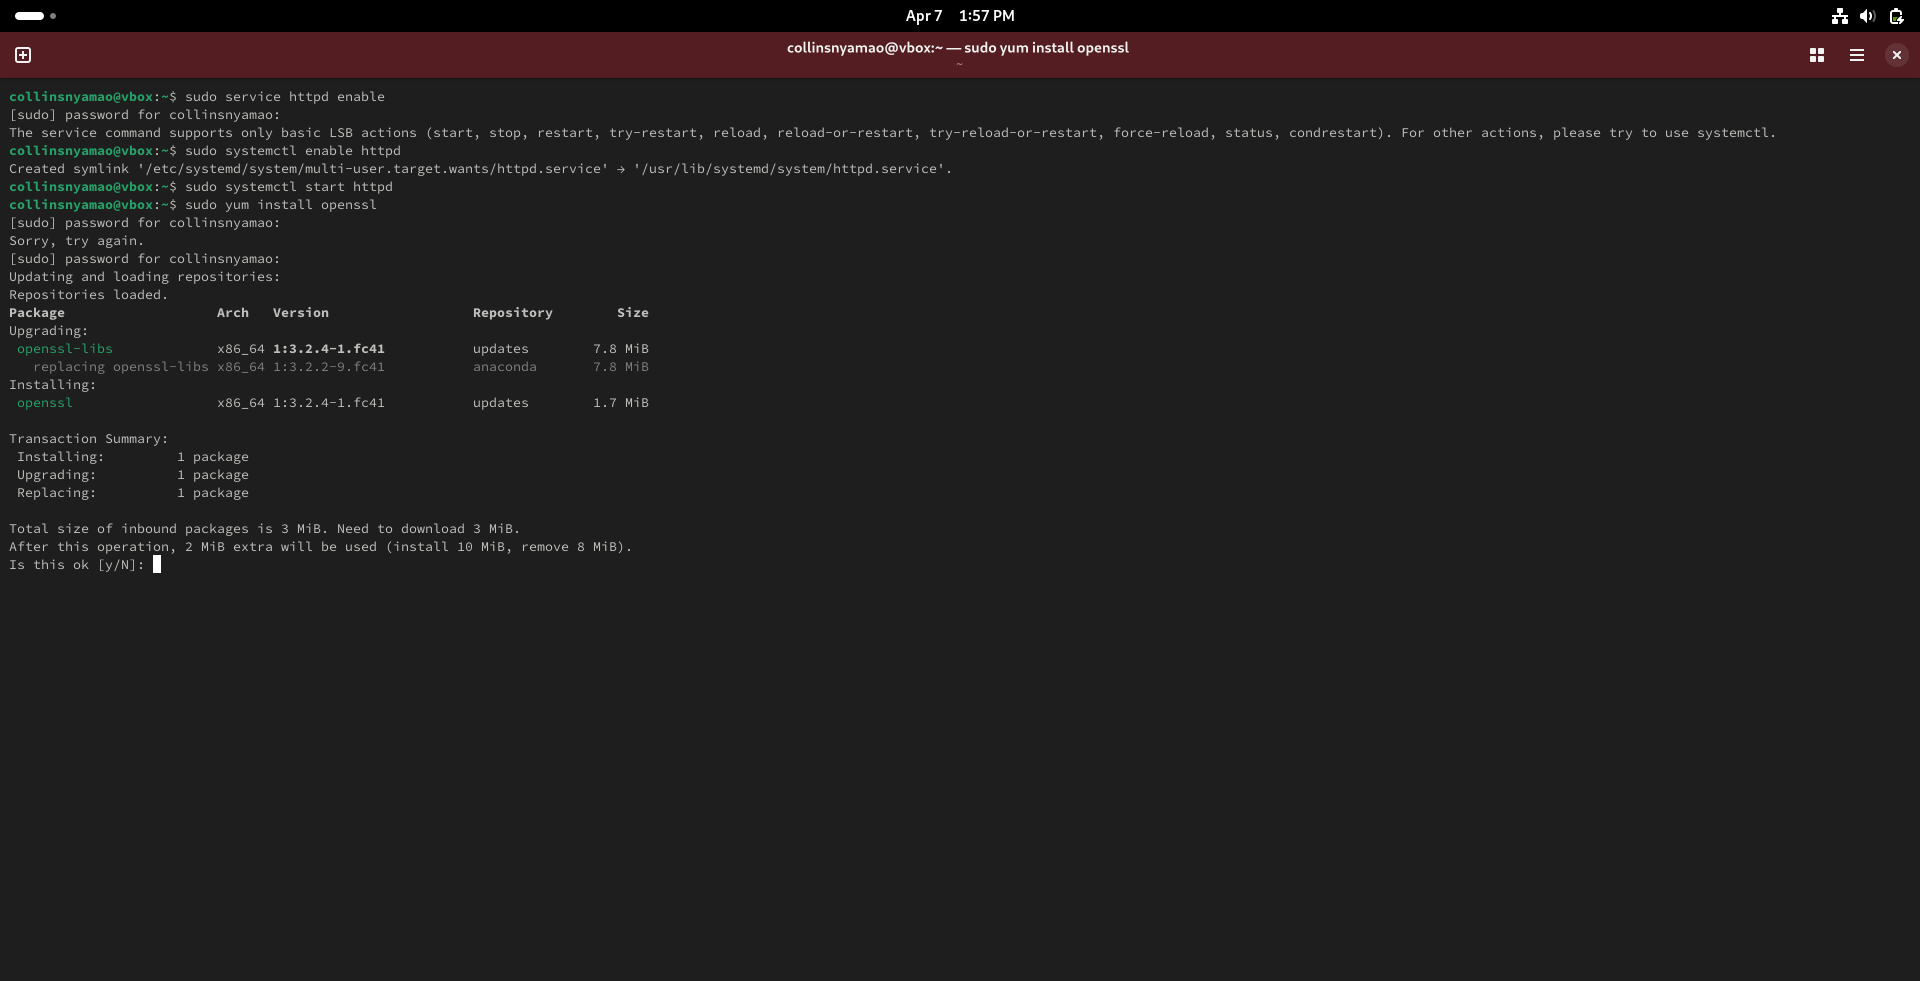 Apr 7 1:57 PM
collinsnyamao@vbox:~ — sudo yum install openssl
~
collinsnyamao@vbox:~$ sudo service httpd enable
[sudo] password for collinsnyamao:
The service command supports only basic LSB actions (start, stop, restart, try-restart, reload, reload-or-restart, try-reload-or-restart, force-reload, status, condrestart). For other actions, please try to use systemctl.
collinsnyamao@vbox:~$ sudo systemctl enable httpd
Created symlink '/etc/systemd/system/multi-user.target.wants/httpd.service' → '/usr/lib/systemd/system/httpd.service'.
collinsnyamao@vbox:~$ sudo systemctl start httpd
collinsnyamao@vbox:~$ sudo yum install openssl
[sudo] password for collinsnyamao:
Sorry, try again.
[sudo] password for collinsnyamao:
Updating and loading repositories:
Repositories loaded.
Package Arch Version Repository Size
Upgrading:
openssl-libs x86_64 1:3.2.4-1.fc41 updates 7.8 MiB
replacing openssl-libs x86_64 1:3.2.2-9.fc41 anaconda 7.8 MiB
Installing:
openssl x86_64 1:3.2.4-1.fc41 updates 1.7 MiB
Transaction Summary:
Installing: 1 package
Upgrading: 1 package
Replacing: 1 package
Total size of inbound packages is 3 MiB. Need to download 3 MiB.
After this operation, 2 MiB extra will be used (install 10 MiB, remove 8 MiB).
Is this ok [y/N]: